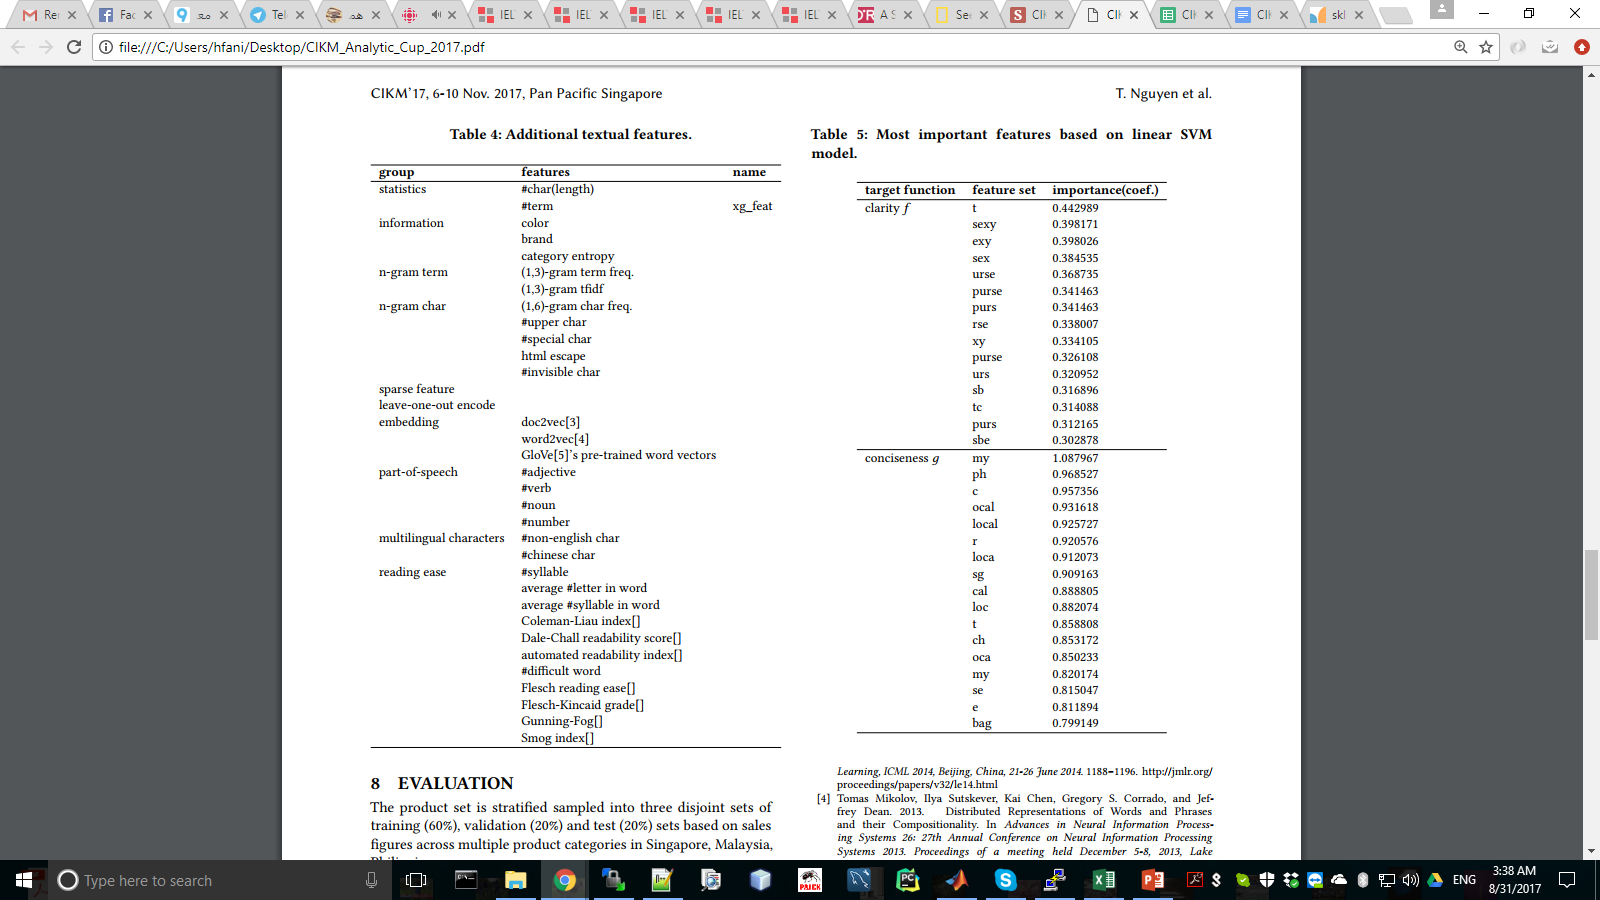 Re
Fac
مع
Tel
هف
IEL
IEL
IEL
IEL
IEL
A S
Se
CII
CII
CII
CII
skl
file:///C:/Users/hfani/Desktop/CIKM_Analytic_Cup_2017.pdf
CIKM'17, 6-10 Nov. 2017, Pan Pacific Singapore
T. Nguyen et al.
Table 4: Additional textual features.
group features name
statistics #char(length)
#term xg_feat
information color
brand
category entropy
n-gram term (1,3)-gram term freq.
(1,3)-gram tfidf
n-gram char (1,6)-gram char freq.
#upper char
#special char
html escape
#invisible char
sparse feature
leave-one-out encode
embedding doc2vec[3]
word2vec[4]
GloVe[5]'s pre-trained word vectors
part-of-speech #adjective
#verb
#noun
#number
multilingual characters #non-english char
#chinese char
reading ease #syllable
average #letter in word
average #syllable in word
Coleman-Liau index[]
Dale-Chall readability score[]
automated readability index[]
#difficult word
Flesch reading ease[]
Flesch-Kincaid grade[]
Gunning-Fog[]
Smog index[]
8 EVALUATION
The product set is stratified sampled into three disjoint sets of
training (60%), validation (20%) and test (20%) sets based on sales
figures across multiple product categories in Singapore, Malaysia,
Table 5: Most important features based on linear SVM
model.
target function feature set importance(coef.)
clarity f t 0.442989
sexy 0.398171
exy 0.398026
sex 0.384535
urse 0.368735
purse 0.341463
purs 0.341463
rse 0.338007
xy 0.334105
purse 0.326108
urs 0.320952
sb 0.316896
tc 0.314088
purs 0.312165
sbe 0.302878
conciseness g my 1.087967
ph 0.968527
c 0.957356
ocal 0.931618
local 0.925727
r 0.920576
loca 0.912073
sg 0.909163
cal 0.888805
loc 0.882074
t 0.858808
ch 0.853172
oca 0.850233
my 0.820174
se 0.815047
e 0.811894
bag 0.799149
Learning, ICML 2014, Beijing, China, 21-26 June 2014. 1188–1196. http://jmlr.org/
proceedings/papers/v32/le14.html
[4] Tomas Mikolov, Ilya Sutskever, Kai Chen, Gregory S. Corrado, and Jef-
frey Dean. 2013. Distributed Representations of Words and Phrases
and their Compositionality. In Advances in Neural Information Process-
ing Systems 26: 27th Annual Conference on Neural Information Processing
Systems 2013. Proceedings of a meeting held December 5-8, 2013, Lake
Type here to search
ENG
3:38 AM
8/31/2017